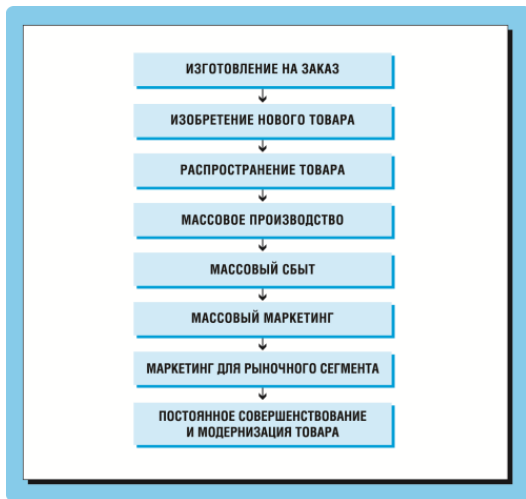 ИЗГОТОВЛЕНИЕ НА ЗАКАЗ
ИЗОБРЕТЕНИЕ НОВОГО ТОВАРА
РАСПРОСТРАНЕНИЕ ТОВАРА
МАССОВОЕ ПРОИЗВОДСТВО
МАССОВЫЙ СБЫТ
МАССОВЫЙ МАРКЕТИНГ
МАРКЕТИНГ ДЛЯ РЫНОЧНОГО СЕГМЕНТА
ПОСТОЯННОЕ СОВЕРШЕНСТВОВАНИЕ
И МОДЕРНИЗАЦИЯ ТОВАРА